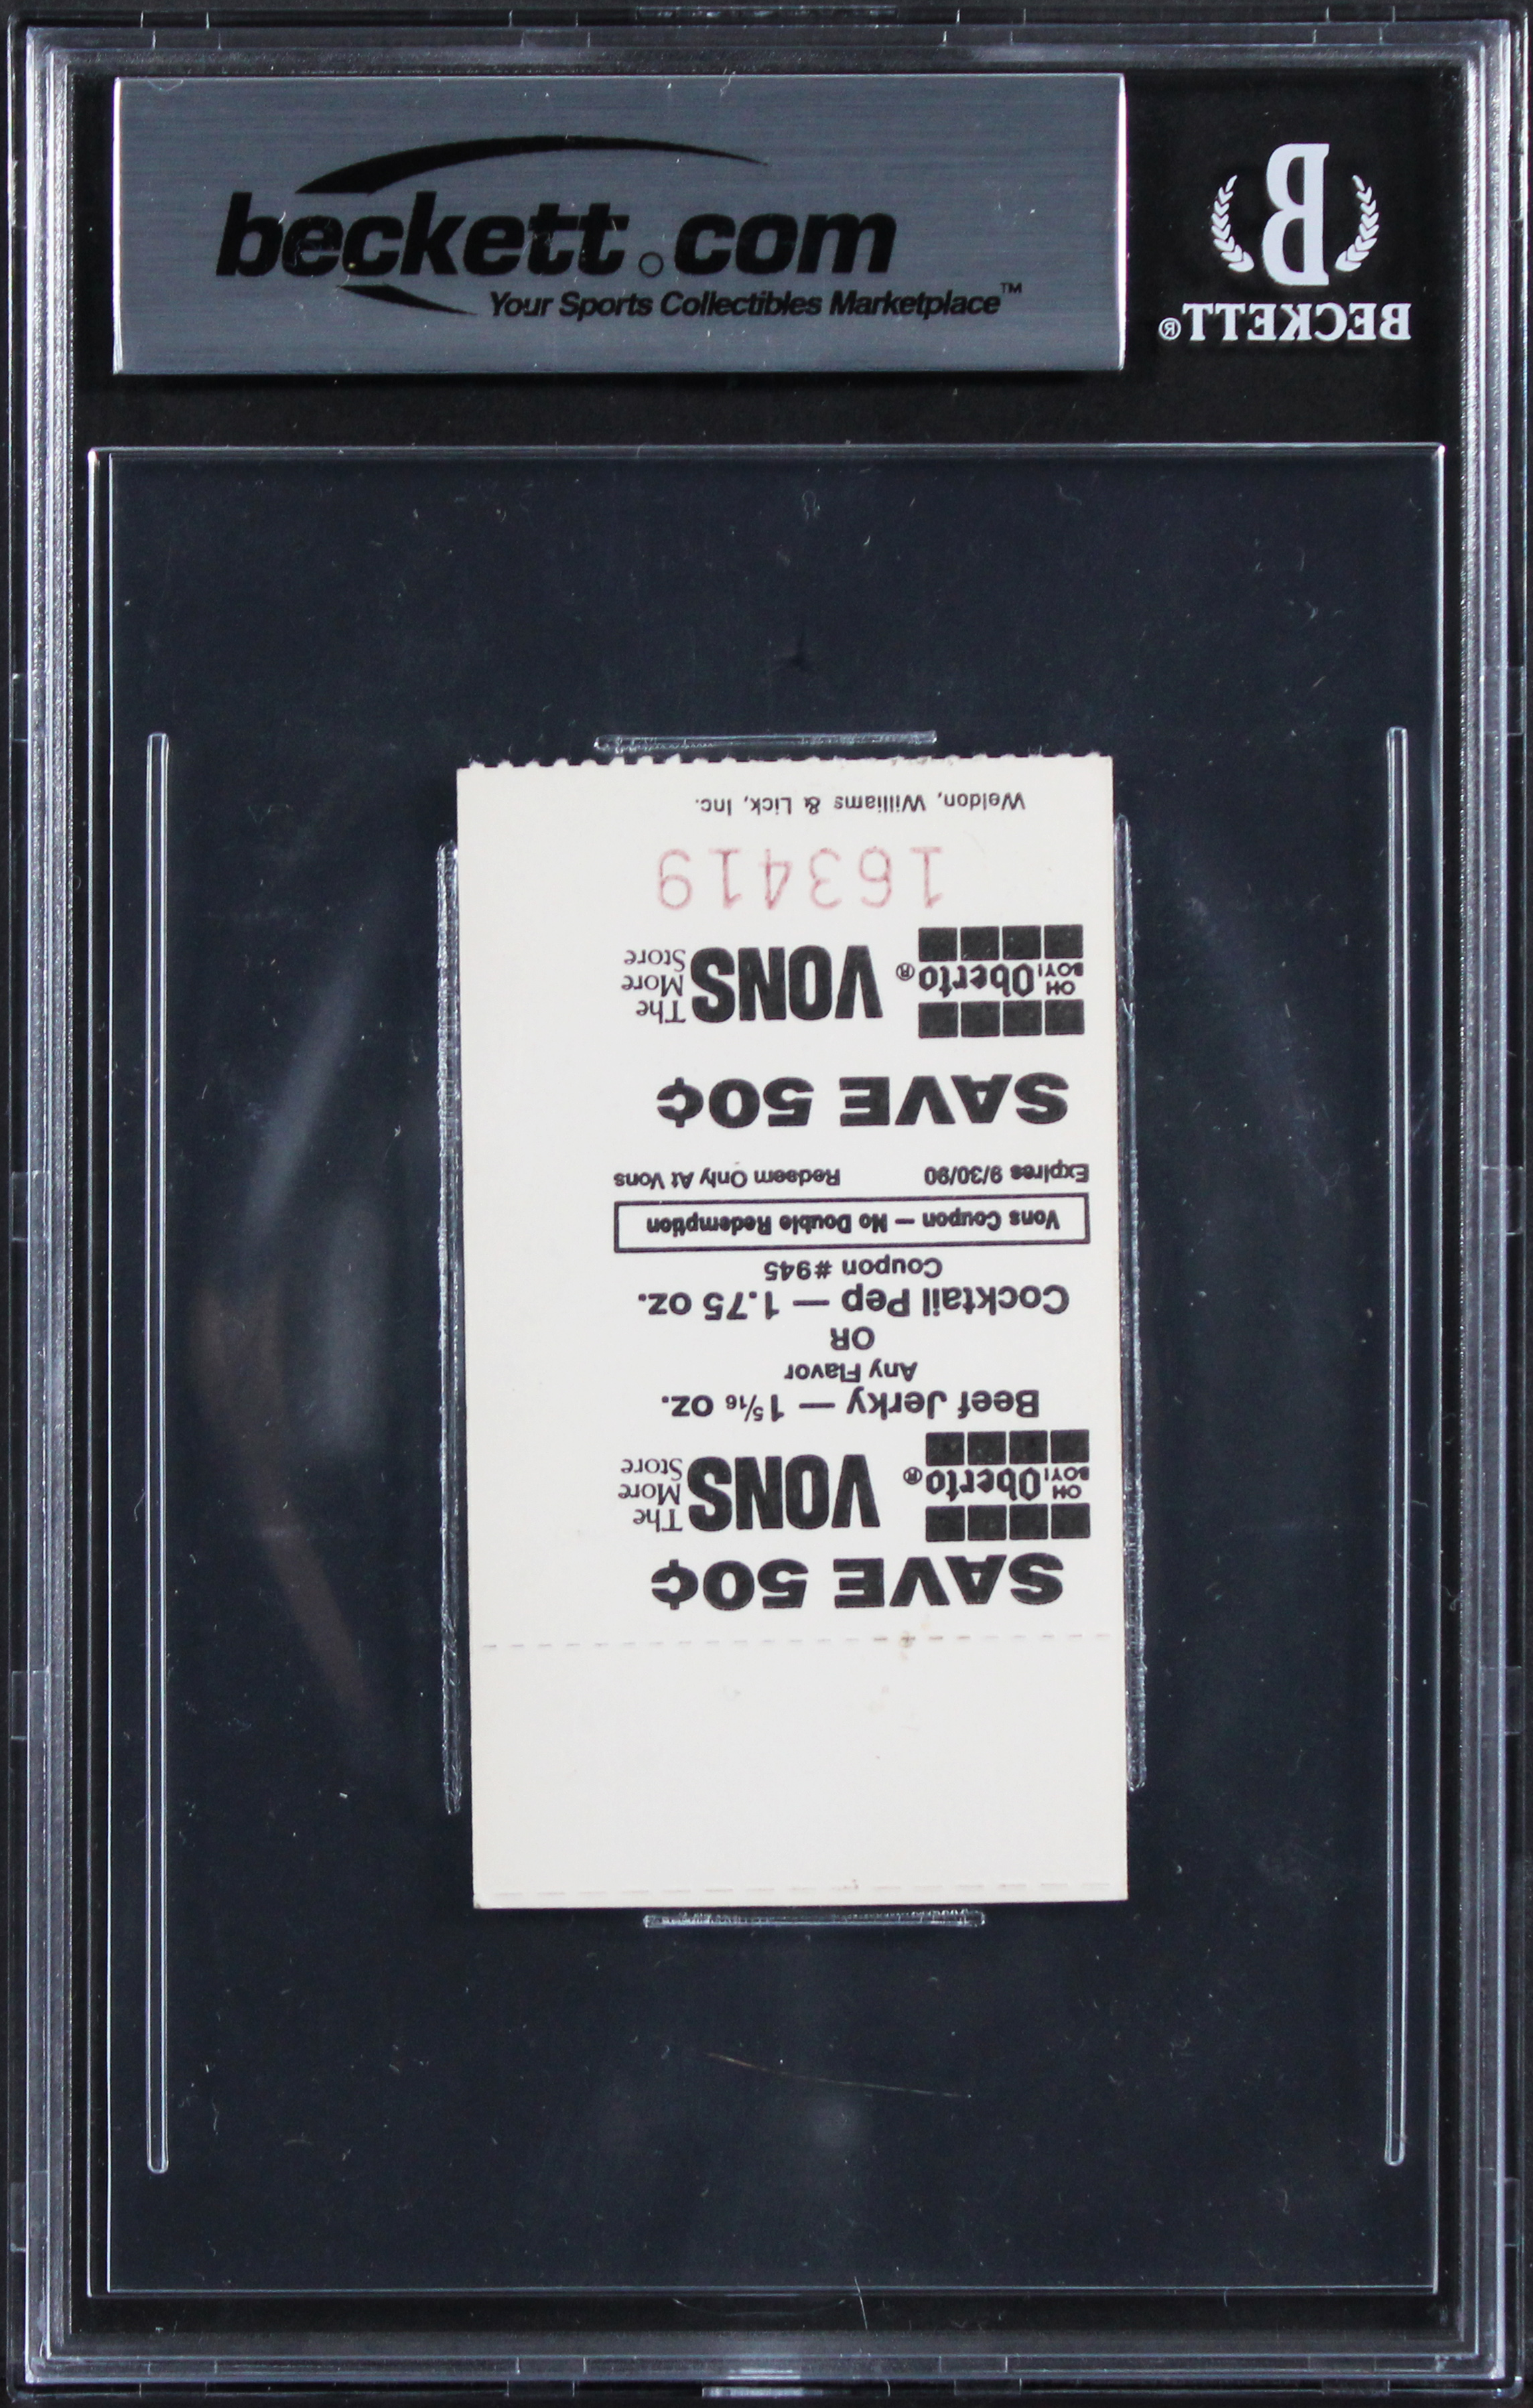 beckett.com
Your Sports Collectibles Marketplace™
B
BECKETT®
SAVE 50¢
OH BOY! Oberto® VONS The More Store
Beef Jerky — 1 5/16 oz.
Any Flavor
OR
Cocktail Pep — 1.75 oz.
Coupon #945
Vons Coupon — No Double Redemption
Expires 9/30/90 Redeem Only At Vons
SAVE 50¢
OH BOY! Oberto® VONS The More Store
163419
Weldon, Williams & Lick, Inc.